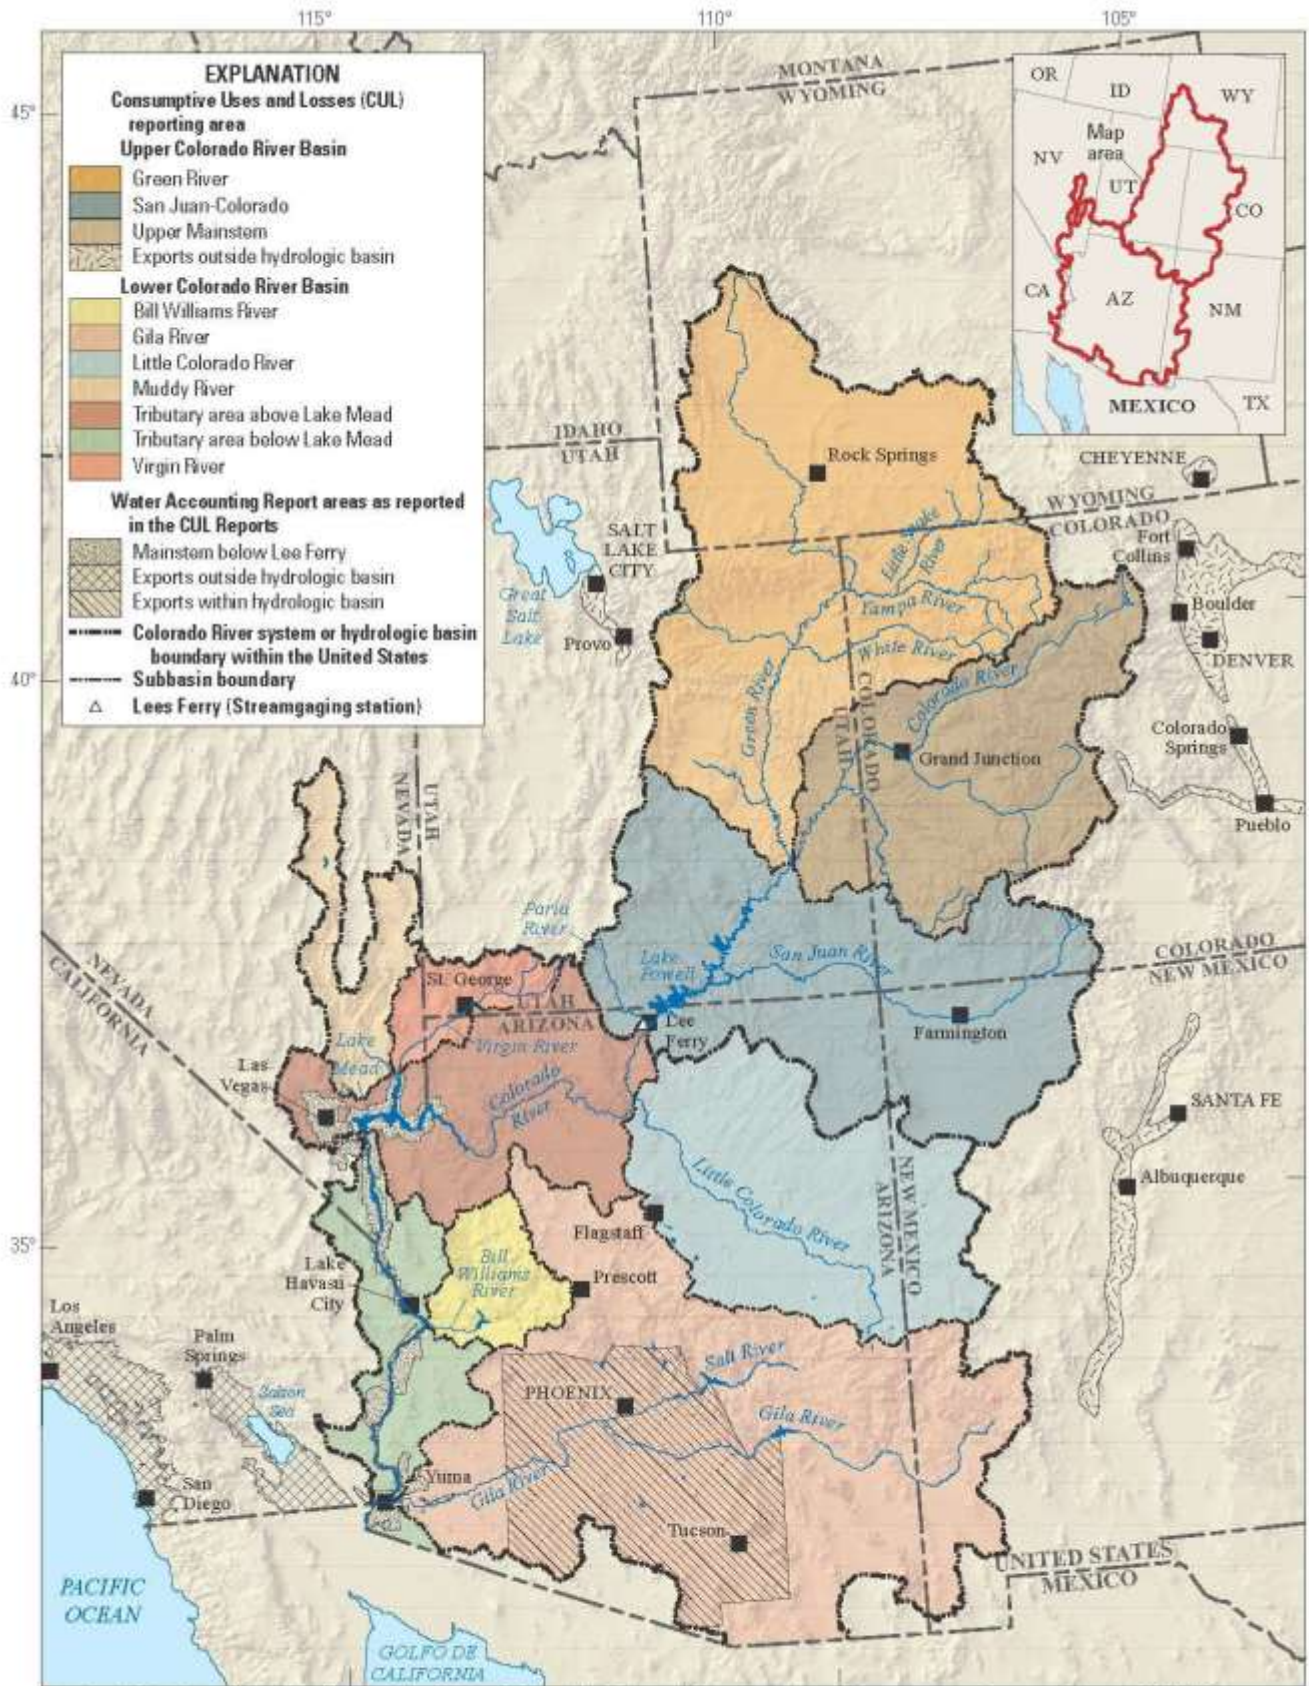 115°
110°
105°
45°
40°
35°
EXPLANATION
Consumptive Uses and Losses (CUL)
reporting area
Upper Colorado River Basin
Green River
San Juan-Colorado
Upper Mainstem
Exports outside hydrologic basin
Lower Colorado River Basin
Bill Williams River
Gila River
Little Colorado River
Muddy River
Tributary area above Lake Mead
Tributary area below Lake Mead
Virgin River
Water Accounting Report areas as reported
in the CUL Reports
Mainstem below Lee Ferry
Exports outside hydrologic basin
Exports within hydrologic basin
Colorado River system or hydrologic basin
boundary within the United States
Subbasin boundary
Lees Ferry (Streamgaging station)
OR
ID
WY
Map
area
NV
UT
CO
CA
AZ
NM
MEXICO
TX
MONTANA
WYOMING
IDAHO
UTAH
Rock Springs
CHEYENNE
WYOMING
COLORADO
SALT
LAKE
CITY
Great
Salt
Lake
Provo
Little Snake
River
Yampa River
White River
Fort
Collins
Boulder
DENVER
Green River
COLORADO
UTAH
Colorado River
Grand Junction
Colorado
Springs
Pueblo
UTAH
NEVADA
Paria
River
Lake
Powell
San Juan River
COLORADO
NEW MEXICO
NEVADA
CALIFORNIA
St. George
UTAH
ARIZONA
Lee
Ferry
Farmington
Virgin River
Lake
Mead
Las
Vegas
Colorado
River
SANTA FE
Albuquerque
Little Colorado River
NEW MEXICO
ARIZONA
Flagstaff
Bill
Williams
River
Prescott
Lake
Havasu
City
Los
Angeles
Palm
Springs
Salton
Sea
PHOENIX
Salt River
Gila River
San
Diego
Yuma
Gila River
Tucson
UNITED STATES
MEXICO
PACIFIC
OCEAN
GOLFO DE
CALIFORNIA